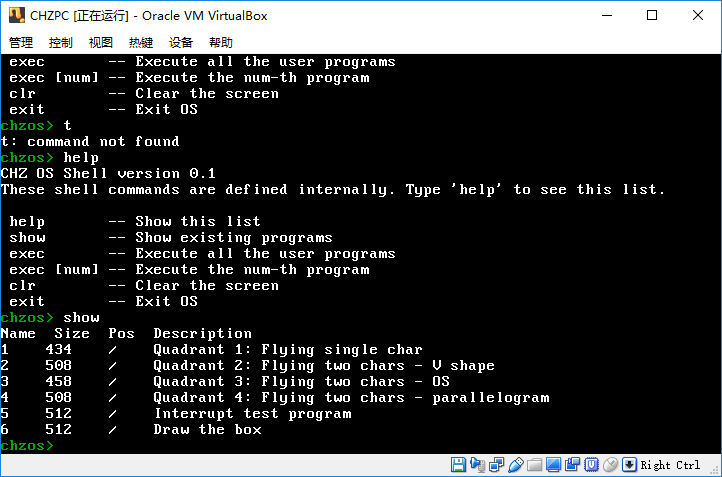 CHZPC [正在运行] - Oracle VM VirtualBox
管理 控制 视图 热键 设备 帮助
exec -- Execute all the user programs
exec [num] -- Execute the num-th program
clr -- Clear the screen
exit -- Exit OS
chzos> t
t: command not found
chzos> help
CHZ OS Shell version 0.1
These shell commands are defined internally. Type 'help' to see this list.
help -- Show this list
show -- Show existing programs
exec -- Execute all the user programs
exec [num] -- Execute the num-th program
clr -- Clear the screen
exit -- Exit OS
chzos> show
Name Size Pos Description
1 434 / Quadrant 1: Flying single char
2 508 / Quadrant 2: Flying two chars - V shape
3 458 / Quadrant 3: Flying two chars - OS
4 508 / Quadrant 4: Flying two chars - parallelogram
5 512 / Interrupt test program
6 512 / Draw the box
chzos>
Right Ctrl